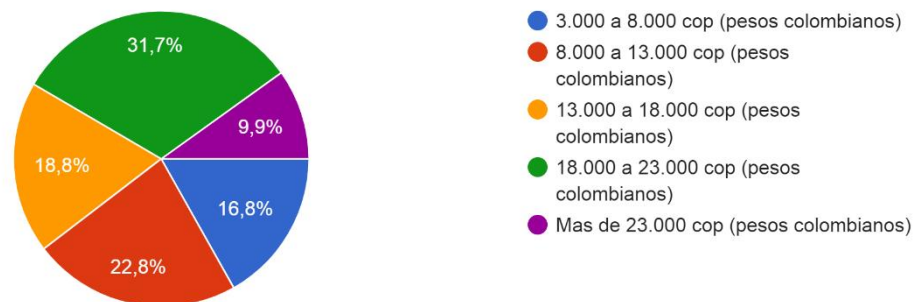 31,7%
9,9%
18,8%
16,8%
22,8%
3.000 a 8.000 cop (pesos colombianos)
8.000 a 13.000 cop (pesos
colombianos)
13.000 a 18.000 cop (pesos
colombianos)
18.000 a 23.000 cop (pesos
colombianos)
Mas de 23.000 cop (pesos colombianos)